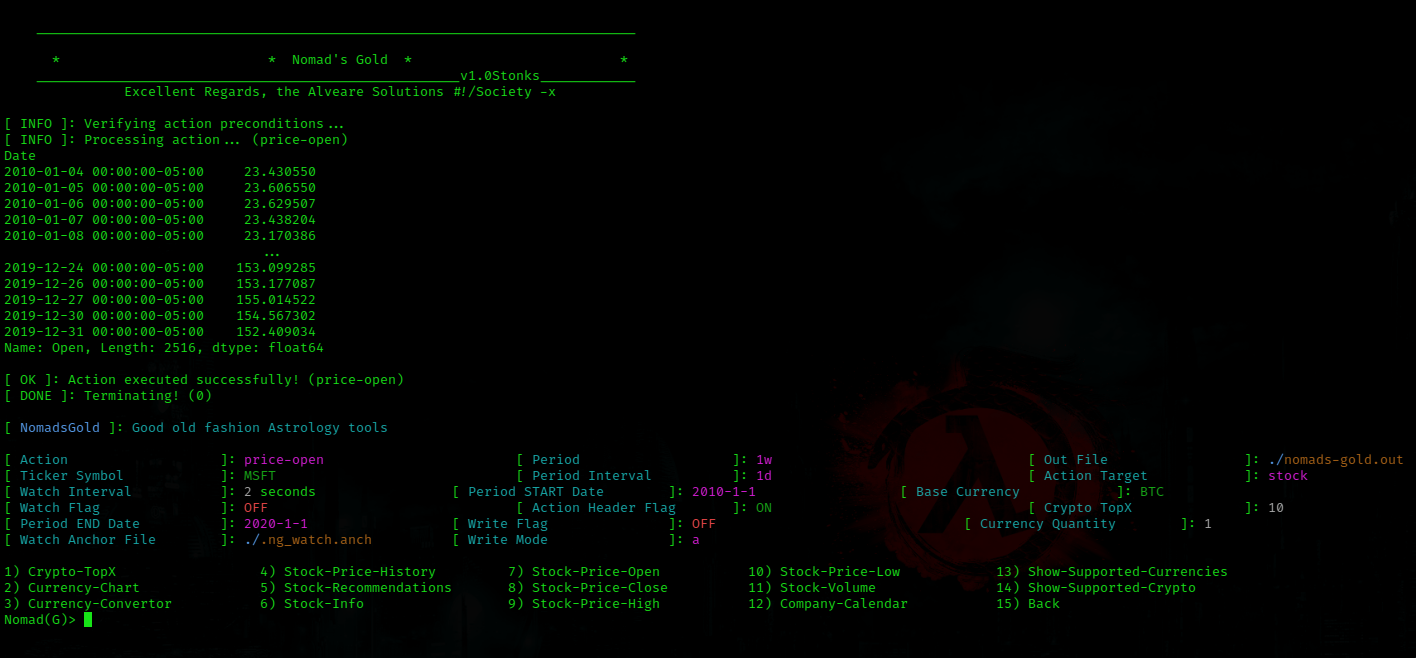 * * Nomad's Gold * *
v1.0Stonks
Excellent Regards, the Alveare Solutions #!/Society -x
[ INFO ]: Verifying action preconditions...
[ INFO ]: Processing action... (price-open)
Date
2010-01-04 00:00:00-05:00 23.430550
2010-01-05 00:00:00-05:00 23.606550
2010-01-06 00:00:00-05:00 23.629507
2010-01-07 00:00:00-05:00 23.438204
2010-01-08 00:00:00-05:00 23.170386
...
2019-12-24 00:00:00-05:00 153.099285
2019-12-26 00:00:00-05:00 153.177087
2019-12-27 00:00:00-05:00 155.014522
2019-12-30 00:00:00-05:00 154.567302
2019-12-31 00:00:00-05:00 152.409034
Name: Open, Length: 2516, dtype: float64
[ OK ]: Action executed successfully! (price-open)
[ DONE ]: Terminating! (0)
[ NomadsGold ]: Good old fashion Astrology tools
[ Action ]: price-open [ Period ]: 1w [ Out File ]: ./nomads-gold.out
[ Ticker Symbol ]: MSFT [ Period Interval ]: 1d [ Action Target ]: stock
[ Watch Interval ]: 2 seconds [ Period START Date ]: 2010-1-1 [ Base Currency ]: BTC
[ Watch Flag ]: OFF [ Action Header Flag ]: ON [ Crypto TopX ]: 10
[ Period END Date ]: 2020-1-1 [ Write Flag ]: OFF [ Currency Quantity ]: 1
[ Watch Anchor File ]: ./.ng_watch.anch [ Write Mode ]: a
1) Crypto-TopX 4) Stock-Price-History 7) Stock-Price-Open 10) Stock-Price-Low 13) Show-Supported-Currencies
2) Currency-Chart 5) Stock-Recommendations 8) Stock-Price-Close 11) Stock-Volume 14) Show-Supported-Crypto
3) Currency-Convertor 6) Stock-Info 9) Stock-Price-High 12) Company-Calendar 15) Back
Nomad(G)>